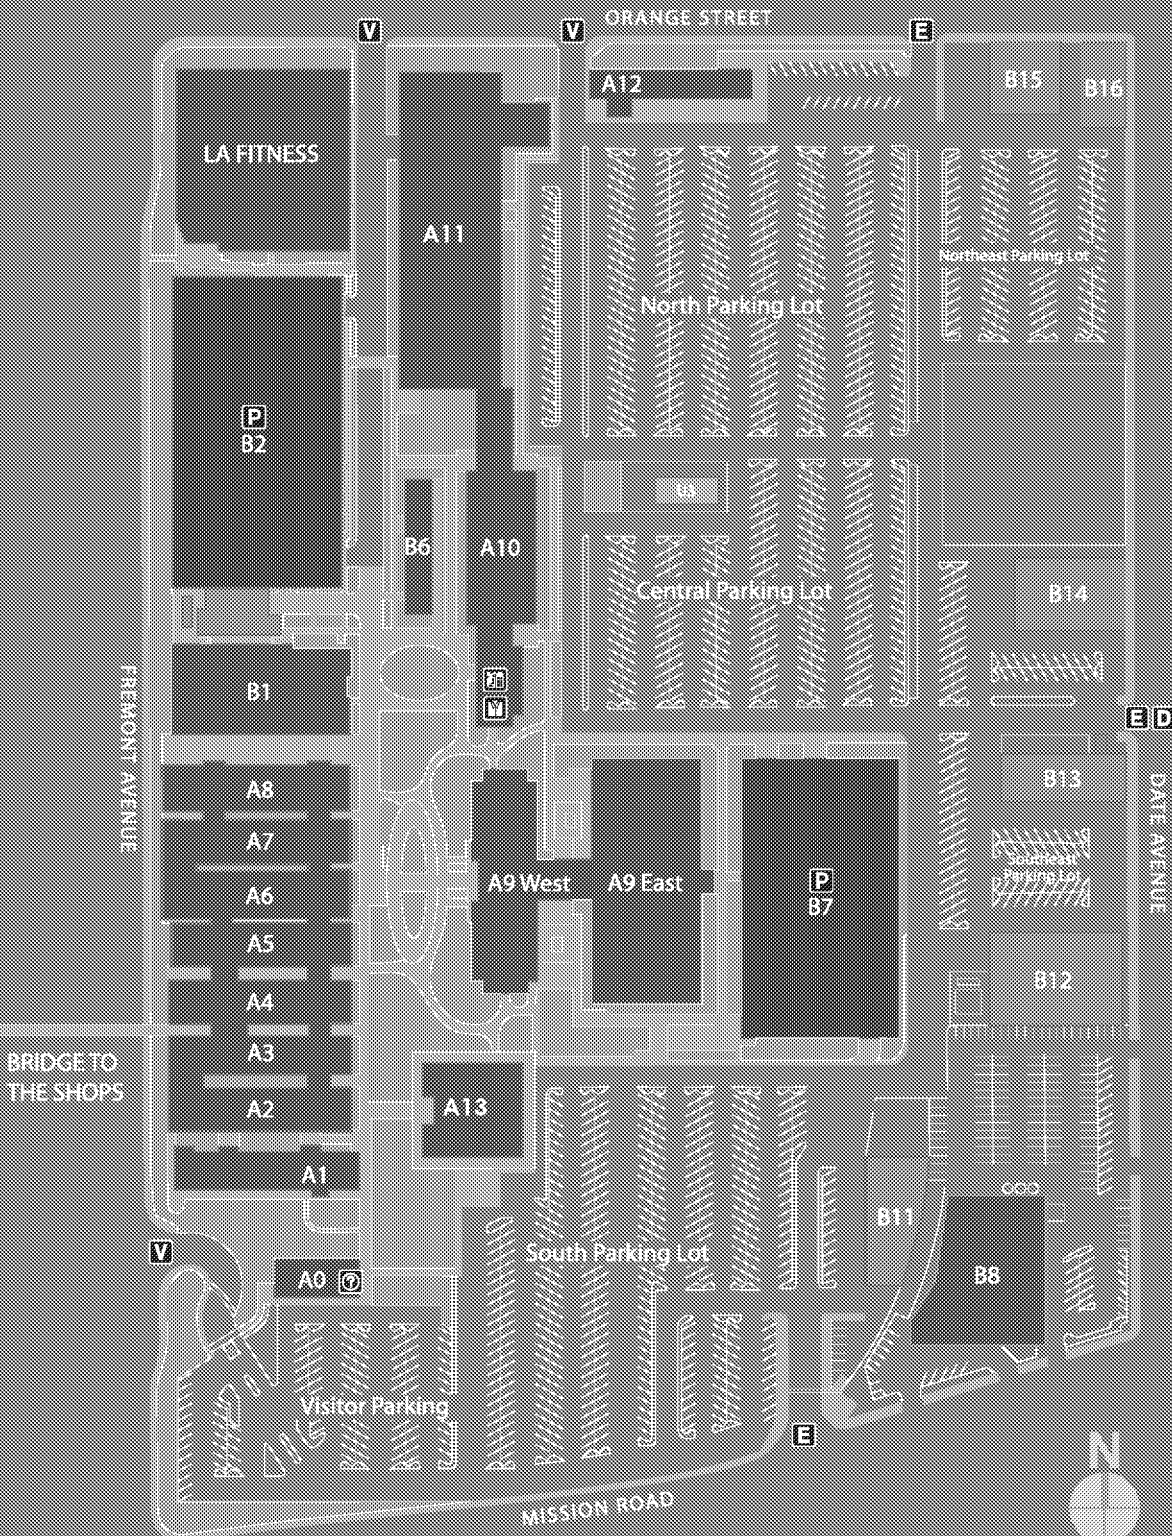 V
V
ORANGE STREET
E
A12
B15
B16
LA FITNESS
A11
Northeast Parking Lot
North Parking Lot
P
B2
U3
B6
A10
Central Parking Lot
B14
FREMONT AVENUE
B1
E
D
B13
A8
A7
Southeast
Parking Lot
DATE AVENUE
A6
A9 West
A9 East
P
B7
A5
A4
B12
BRIDGE TO
THE SHOPS
A3
A2
A13
A1
B11
V
South Parking Lot
A0
?
B8
Visitor Parking
E
N
MISSION ROAD